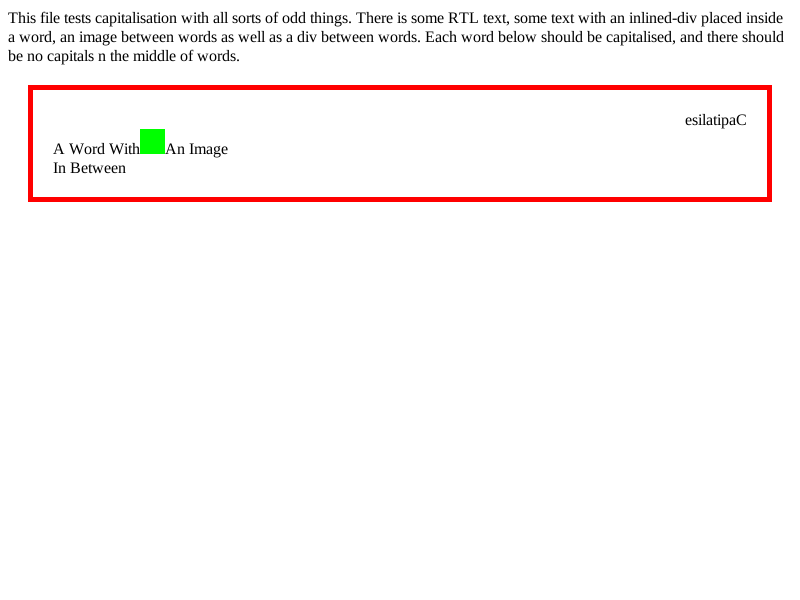 This file tests capitalisation with all sorts of odd things. There is some RTL text, some text with an inlined-div placed inside
a word, an image between words as well as a div between words. Each word below should be capitalised, and there should
be no capitals n the middle of words.
esilatipaC
A Word With An Image
In Between